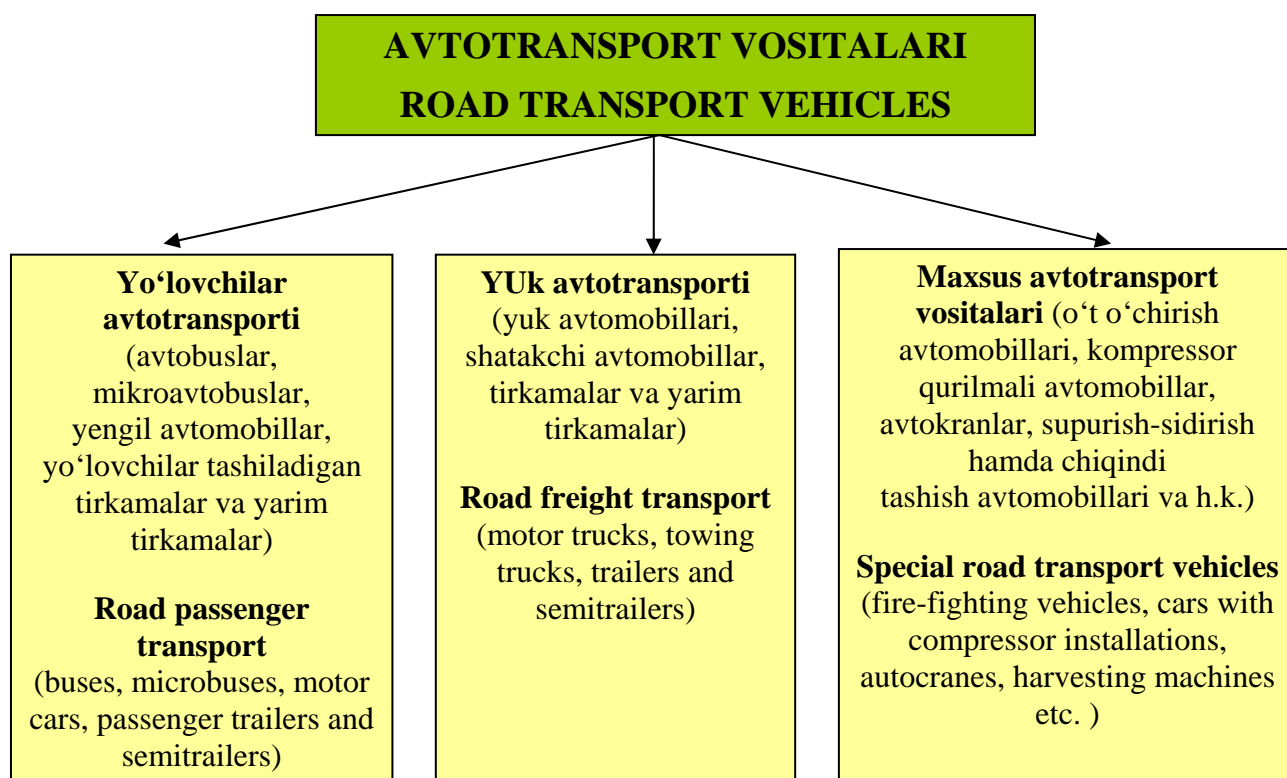 AVTOTRANSPORT VOSITALARI
ROAD TRANSPORT VEHICLES
Yo‘lovchilar
avtotransporti
(avtobuslar,
mikroavtobuslar,
yengil avtomobillar,
yo‘lovchilar tashiladigan
tirkamalar va yarim
tirkamalar)
Road passenger
transport
(buses, microbuses, motor
cars, passenger trailers and
semitrailers)
YUk avtotransporti
(yuk avtomobillari,
shatakchi avtomobillar,
tirkamalar va yarim
tirkamalar)
Road freight transport
(motor trucks, towing
trucks, trailers and
semitrailers)
Maxsus avtotransport
vositalari (o‘t o‘chirish
avtomobillari, kompressor
qurilmali avtomobillar,
avtokranlar, supurish-sidirish
hamda chiqindi
tashish avtomobillari va h.k.)
Special road transport vehicles
(fire-fighting vehicles, cars with
compressor installations,
autocranes, harvesting machines
etc. )